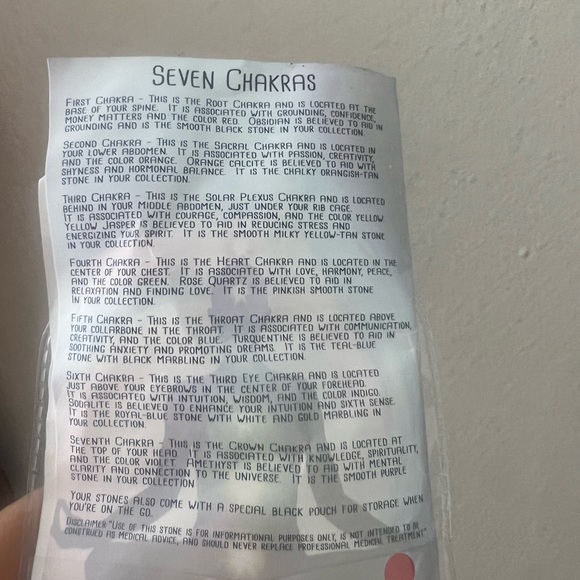 SEVEN CHAKRAS
FIRST CHAKRA - THIS IS THE ROOT CHAKRA AND IS LOCATED AT THE
BASE OF YOUR SPINE. IT IS ASSOCIATED WITH GROUNDING, CONFIDENCE,
MONEY MATTERS AND THE COLOR RED. OBSIDIAN IS BELIEVED TO AID IN
GROUNDING AND IS THE SMOOTH BLACK STONE IN YOUR COLLECTION.
SECOND CHAKRA - THIS IS THE SACRAL CHAKRA AND IS LOCATED IN
YOUR LOWER ABDOMEN. IT IS ASSOCIATED WITH PASSION, CREATIVITY,
AND THE COLOR ORANGE. ORANGE CALCITE IS BELIEVED TO AID WITH
SHYNESS AND HORMONAL BALANCE. IT IS THE CHALKY ORANGISH-TAN
STONE IN YOUR COLLECTION.
THIRD CHAKRA - THIS IS THE SOLAR PLEXUS CHAKRA AND IS LOCATED
BEHIND IN YOUR MIDDLE ABDOMEN, JUST UNDER YOUR RIB CAGE.
IT IS ASSOCIATED WITH COURAGE, COMPASSION, AND THE COLOR YELLOW
YELLOW JASPER IS BELIEVED TO AID IN REDUCING STRESS AND
ENERGIZING YOUR SPIRIT. IT IS THE SMOOTH MILKY YELLOW-TAN STONE
IN YOUR COLLECTION.
FOURTH CHAKRA - THIS IS THE HEART CHAKRA AND IS LOCATED IN THE
CENTER OF YOUR CHEST. IT IS ASSOCIATED WITH LOVE, HARMONY, PEACE,
AND THE COLOR GREEN. ROSE QUARTZ IS BELIEVED TO AID IN
RELAXATION AND FINDING LOVE. IT IS THE PINKISH SMOOTH STONE
IN YOUR COLLECTION.
FIFTH CHAKRA - THIS IS THE THROAT CHAKRA AND IS LOCATED ABOVE
YOUR COLLARBONE IN THE THROAT. IT IS ASSOCIATED WITH COMMUNICATION,
CREATIVITY, AND THE COLOR BLUE. TURQUENTINE IS BELIEVED TO AID IN
SOOTHING ANXIETY AND PROMOTING DREAMS. IT IS THE TEAL-BLUE
STONE WITH BLACK MARBLING IN YOUR COLLECTION.
SIXTH CHAKRA - THIS IS THE THIRD EYE CHAKRA AND IS LOCATED
JUST ABOVE YOUR EYEBROWS IN THE CENTER OF YOUR FOREHEAD.
IT IS ASSOCIATED WITH INTUITION, WISDOM, AND THE COLOR INDIGO.
SODALITE IS BELIEVED TO ENHANCE YOUR INTUITION AND SIXTH SENSE.
IT IS THE ROYAL-BLUE STONE WITH WHITE AND GOLD MARBLING IN
YOUR COLLECTION.
SEVENTH CHAKRA - THIS IS THE CROWN CHAKRA AND IS LOCATED AT
THE TOP OF YOUR HEAD. IT IS ASSOCIATED WITH KNOWLEDGE, SPIRITUALITY,
AND THE COLOR VIOLET. AMETHYST IS BELIEVED TO AID WITH MENTAL
CLARITY AND CONNECTION TO THE UNIVERSE. IT IS THE SMOOTH PURPLE
STONE IN YOUR COLLECTION
YOUR STONES ALSO COME WITH A SPECIAL BLACK POUCH FOR STORAGE WHEN
YOU'RE ON THE GO.
DISCLAIMER "USE OF THIS STONE IS FOR INFORMATIONAL PURPOSES ONLY, IS NOT INTENDED TO BE
CONSTRUED AS MEDICAL ADVICE, AND SHOULD NEVER REPLACE PROFESSIONAL MEDICAL TREATMENT."